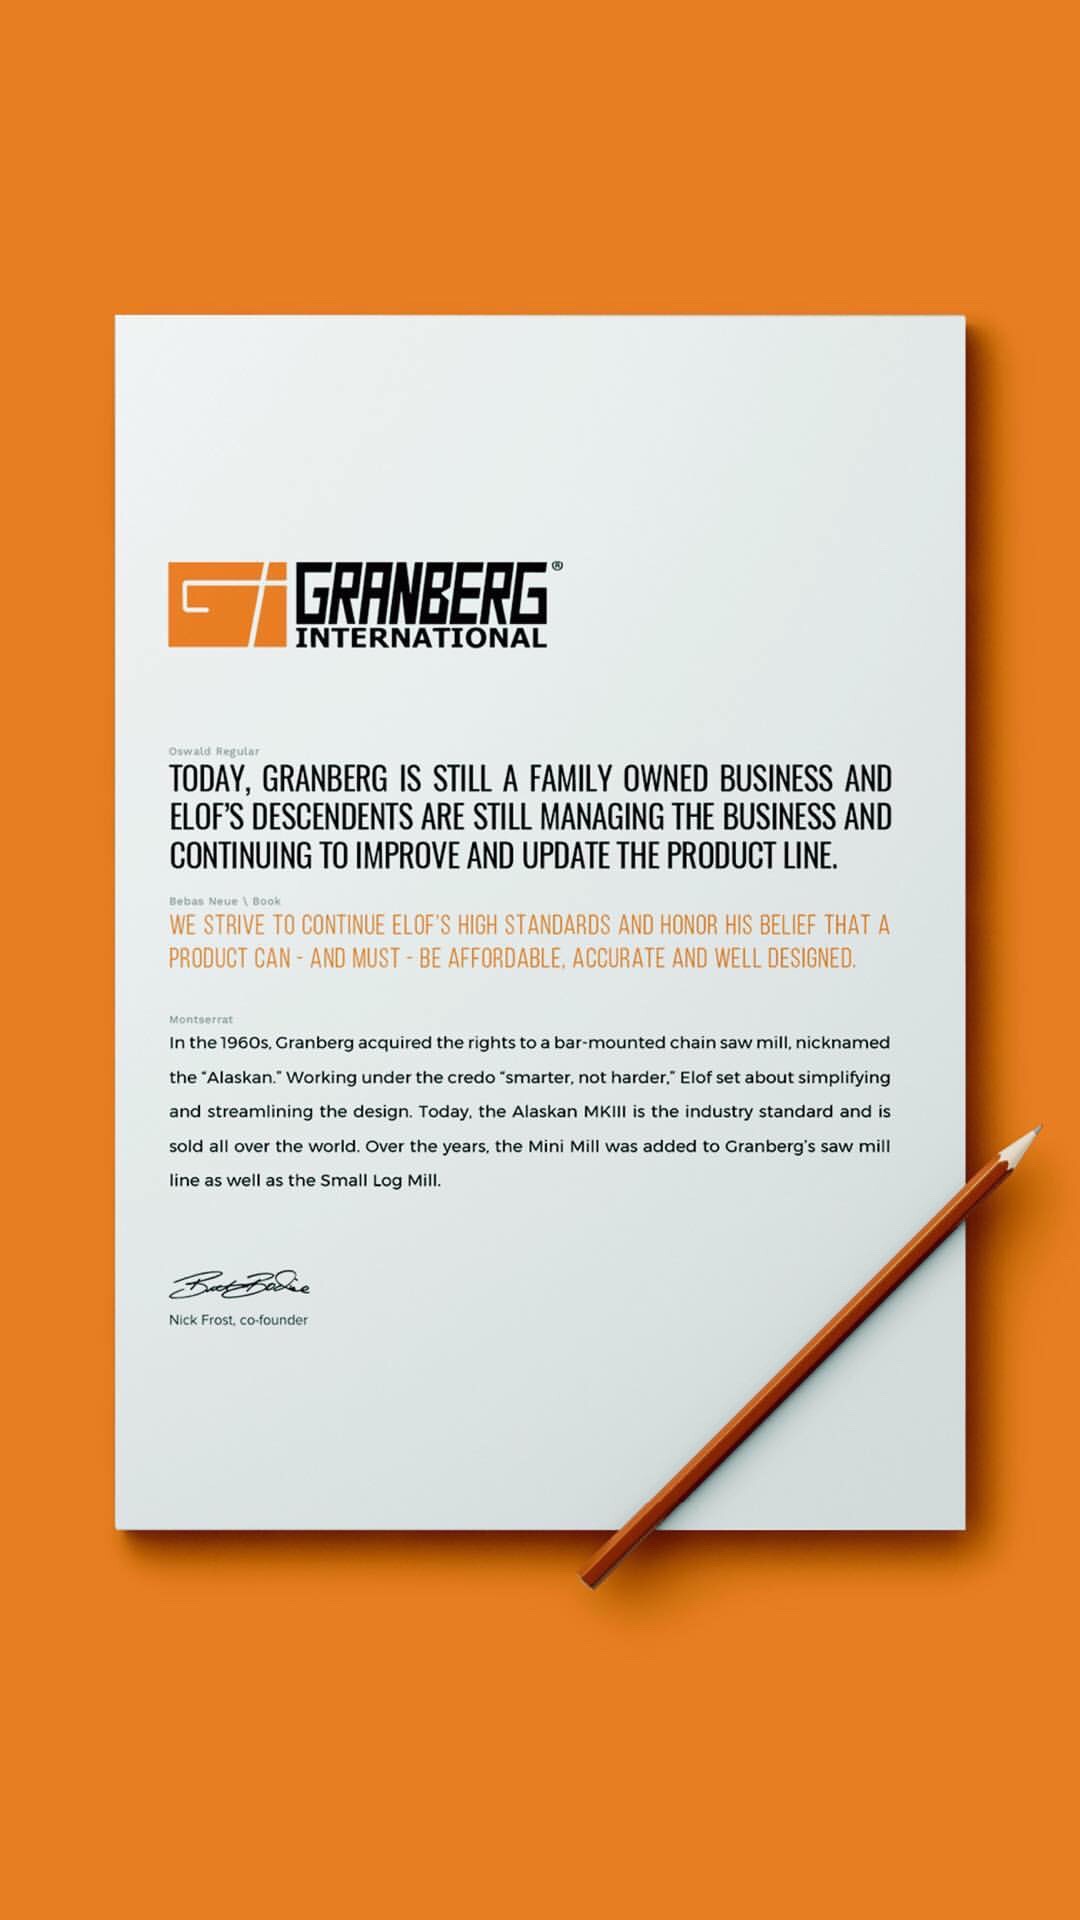 GRANBERG®
INTERNATIONAL
Oswald Regular
TODAY, GRANBERG IS STILL A FAMILY OWNED BUSINESS AND
ELOF'S DESCENDENTS ARE STILL MANAGING THE BUSINESS AND
CONTINUING TO IMPROVE AND UPDATE THE PRODUCT LINE.
Bebas Neue \ Book
WE STRIVE TO CONTINUE ELOF'S HIGH STANDARDS AND HONOR HIS BELIEF THAT A
PRODUCT CAN - AND MUST - BE AFFORDABLE, ACCURATE AND WELL DESIGNED.
Montserrat
In the 1960s, Granberg acquired the rights to a bar-mounted chain saw mill, nicknamed
the “Alaskan.” Working under the credo “smarter, not harder,” Elof set about simplifying
and streamlining the design. Today, the Alaskan MKIII is the industry standard and is
sold all over the world. Over the years, the Mini Mill was added to Granberg's saw mill
line as well as the Small Log Mill.
Nick Frost, co-founder